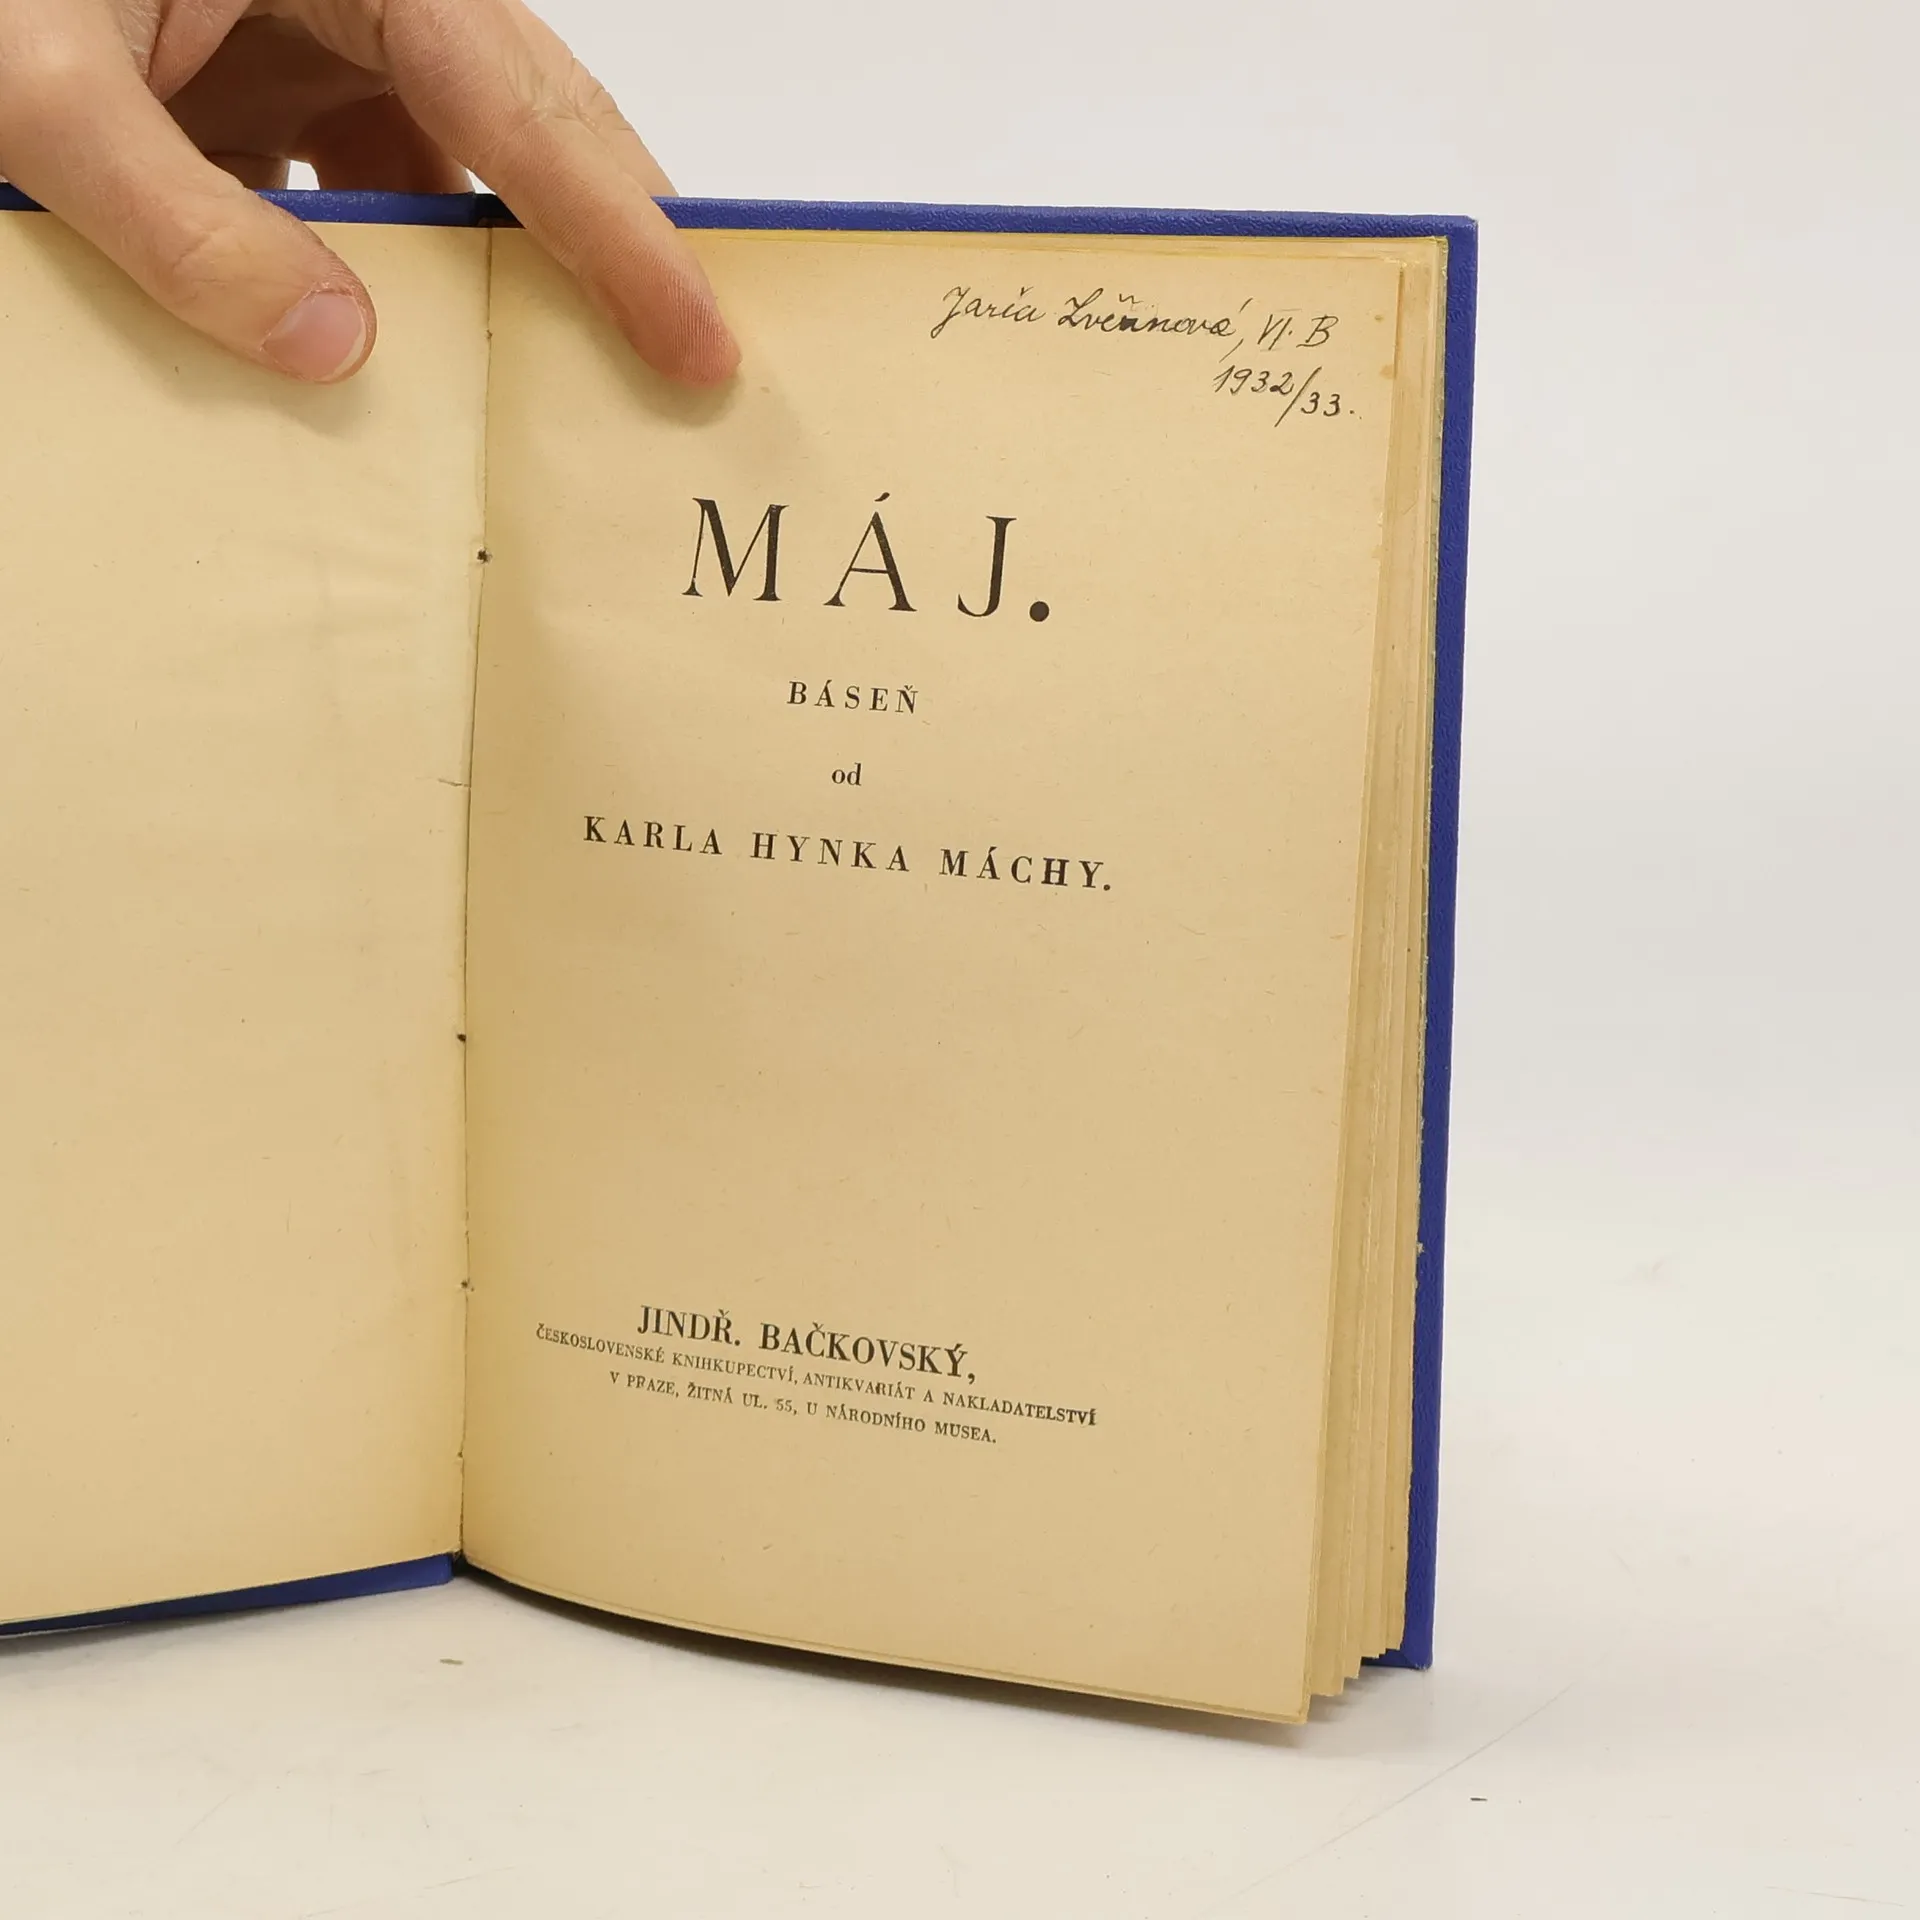 Jarča Zvěřinová, VI. B
1932/33.
MÁJ.
BÁSEŇ
od
KARLA HYNKA MÁCHY.
JINDŘ. BAČKOVSKÝ,
ČESKOSLOVENSKÉ KNIHKUPECTVÍ, ANTIKVARIÁT A NAKLADATELSTVÍ
V PRAZE, ŽITNÁ UL. 55, U NÁRODNÍHO MUSEA.